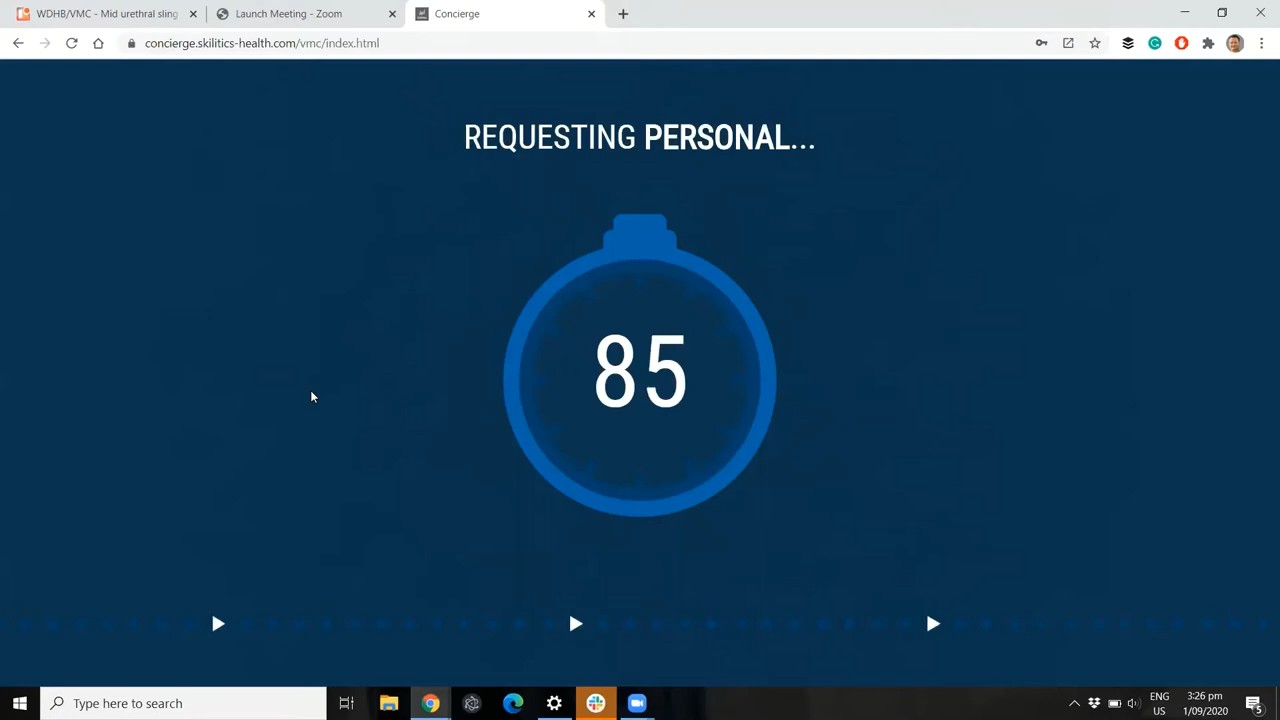 WDHB/VMC - Mid urethral sling
Launch Meeting - Zoom
Concierge
concierge.skilitics-health.com/vmc/index.html
REQUESTING PERSONAL...
85
Type here to search
ENG
US
3:26 pm
1/09/2020
5